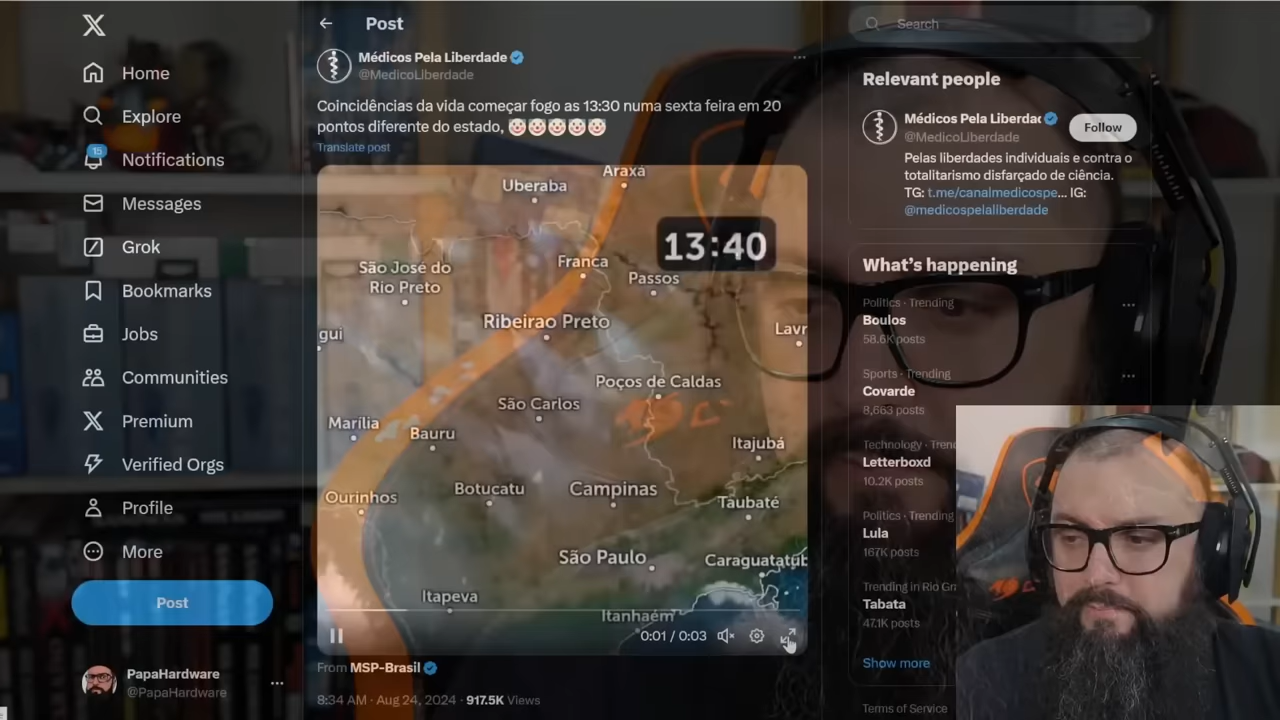 Home
Explore
15
Notifications
Messages
Grok
Bookmarks
Jobs
Communities
Premium
Verified Orgs
Profile
More
Post
PapaHardware
@PapaHardware
Post
Médicos Pela Liberdade
@MedicoLiberdade
Coincidências da vida começar fogo as 13:30 numa sexta feira em 20
pontos diferente do estado, 🤡🤡🤡🤡🤡
Translate post
Araxá
Uberaba
13:40
Franca
São José do
Rio Preto
Passos
Ribeirao Preto
gui
Lavr
Poços de Caldas
São Carlos
Marília
Bauru
Itajubá
Botucatu
Campinas
Ourinhos
Taubaté
São Paulo
Caraguatatub
Itapeva
Itanhaém
0:01 / 0:03
From MSP-Brasil
8:34 AM · Aug 24, 2024 · 917.5K Views
Search
Relevant people
Médicos Pela Liberdad
@MedicoLiberdade
Follow
Pelas liberdades individuais e contra o
totalitarismo disfarçado de ciência.
TG: t.me/canalmedicospe... IG:
@medicospelaliberdade
What's happening
Politics · Trending
Boulos
58.6K posts
Sports · Trending
Covarde
8,663 posts
Technology · Tren
Letterboxd
10.2K posts
Politics · Trending
Lula
167K posts
Trending in Rio Gr
Tabata
47.1K posts
Show more
Terms of Service